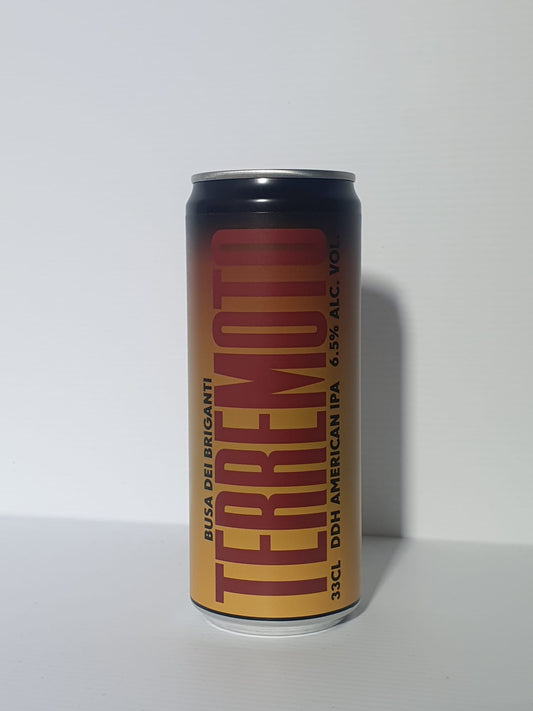 BUSA DEI BRIGANTI
TERREMOTO
33CL DDH AMERICAN IPA 6.5% ALC. VOL.